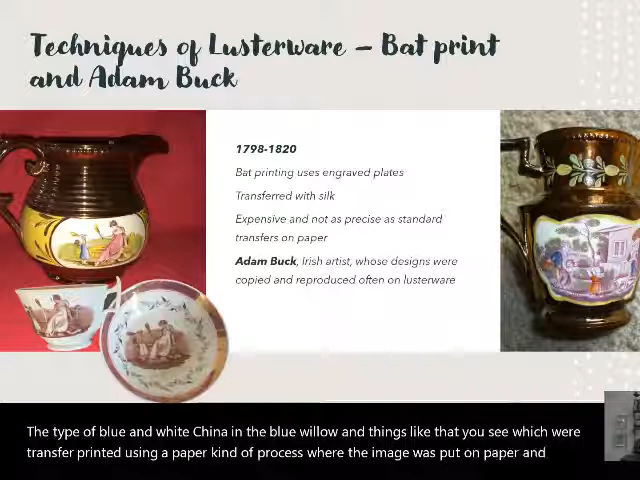 Techniques of Lusterware – Bat print
and Adam Buck
1798-1820
Bat printing uses engraved plates
Transferred with silk
Expensive and not as precise as standard
transfers on paper
Adam Buck, Irish artist, whose designs were
copied and reproduced often on lusterware
The type of blue and white China in the blue willow and things like that you see which were
transfer printed using a paper kind of process where the image was put on paper and